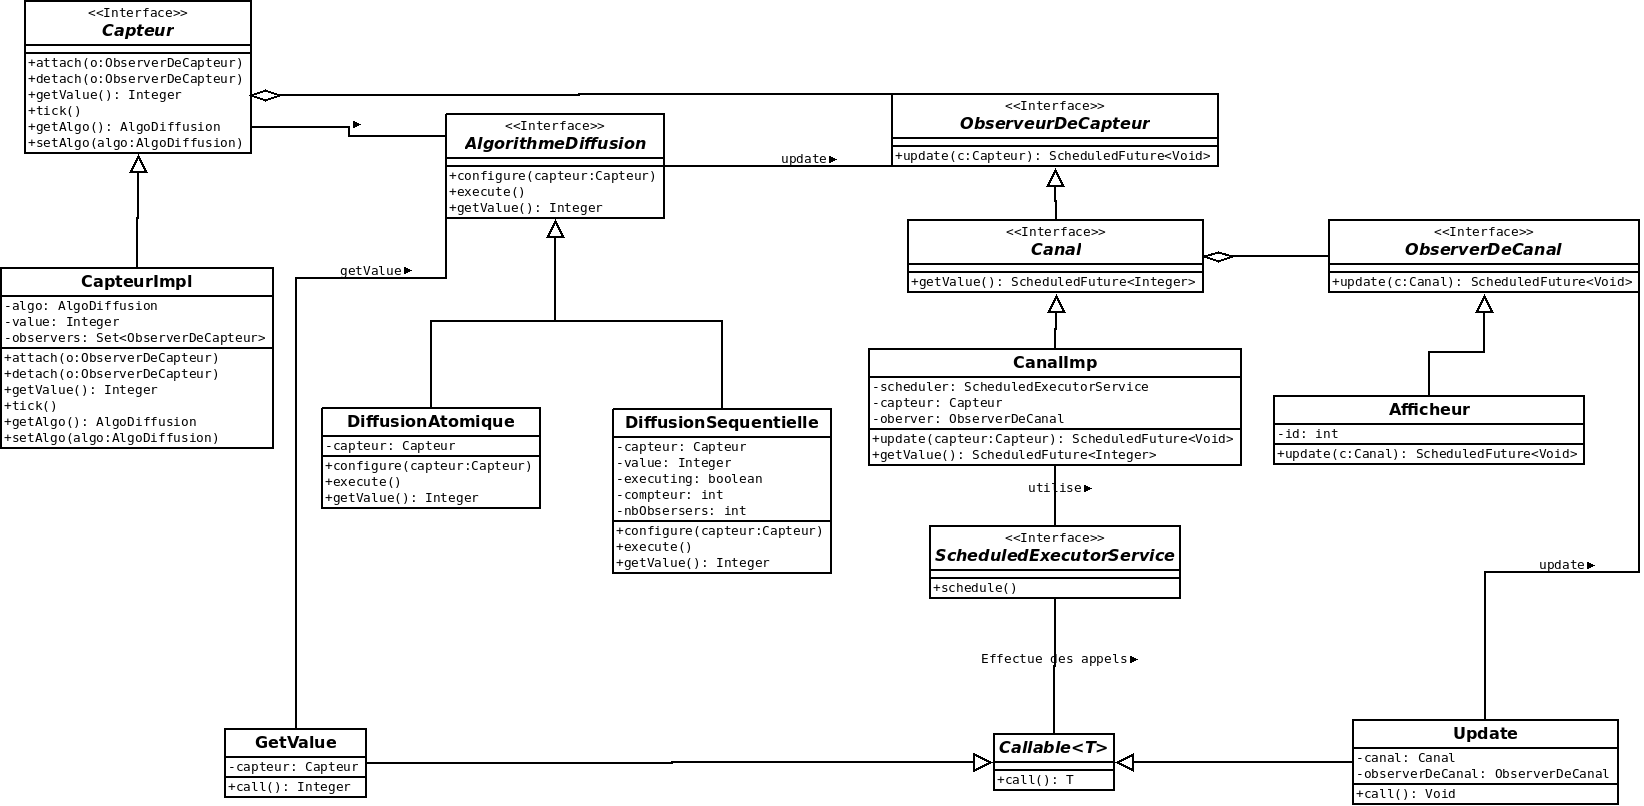 <<Interface>>
Capteur
+attach(o:ObserverDeCapteur)
+detach(o:ObserverDeCapteur)
+getValue(): Integer
+tick()
+getAlgo(): AlgoDiffusion
+setAlgo(algo:AlgoDiffusion)
<<Interface>>
AlgorithmeDiffusion
+configure(capteur:Capteur)
+execute()
+getValue(): Integer
update
<<Interface>>
ObserveurDeCapteur
+update(c:Capteur): ScheduledFuture<Void>
<<Interface>>
Canal
+getValue(): ScheduledFuture<Integer>
<<Interface>>
ObserverDeCanal
+update(c:Canal): ScheduledFuture<Void>
getValue
CapteurImpl
-algo: AlgoDiffusion
-value: Integer
-observers: Set<ObserverDeCapteur>
+attach(o:ObserverDeCapteur)
+detach(o:ObserverDeCapteur)
+getValue(): Integer
+tick()
+getAlgo(): AlgoDiffusion
+setAlgo(algo:AlgoDiffusion)
DiffusionAtomique
-capteur: Capteur
+configure(capteur:Capteur)
+execute()
+getValue(): Integer
DiffusionSequentielle
-capteur: Capteur
-value: Integer
-executing: boolean
-compteur: int
-nbObsersers: int
+configure(capteur:Capteur)
+execute()
+getValue(): Integer
CanalImp
-scheduler: ScheduledExecutorService
-capteur: Capteur
-oberver: ObserverDeCanal
+update(capteur:Capteur): ScheduledFuture<Void>
+getValue(): ScheduledFuture<Integer>
Afficheur
-id: int
+update(c:Canal): ScheduledFuture<Void>
utilise
<<Interface>>
ScheduledExecutorService
+schedule()
update
Effectue des appels
GetValue
-capteur: Capteur
+call(): Integer
Callable<T>
+call(): T
Update
-canal: Canal
-observerDeCanal: ObserverDeCanal
+call(): Void